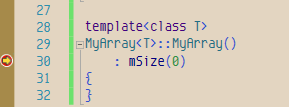 27
28 template<class T>
29 MyArray<T>::MyArray()
30 : mSize(0)
31 {
32 }